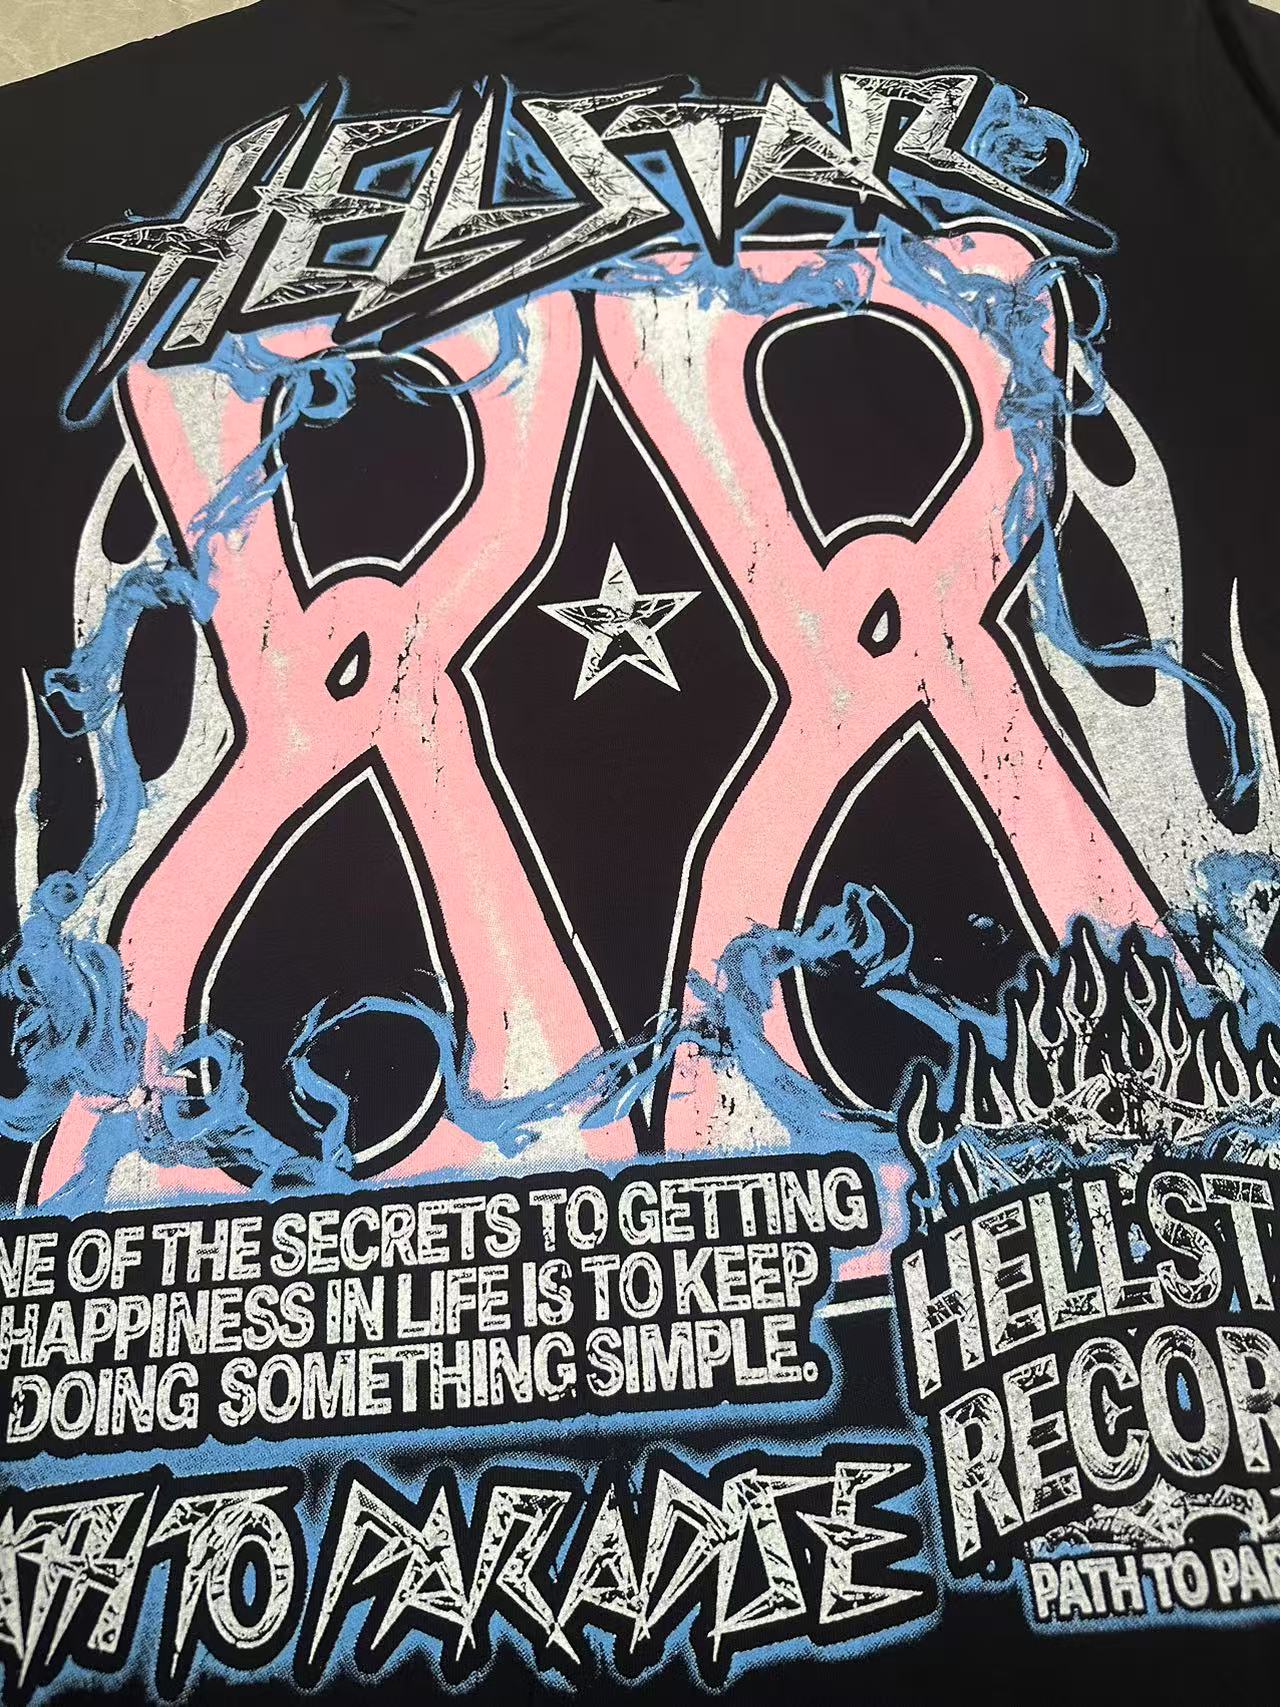 HELLSTAR
NE OF THE SECRETS TO GETTING
HAPPINESS IN LIFE IS TO KEEP
DOING SOMETHING SIMPLE.
ATH TO PARADISE
HELLST
RECOR
PATH TO PA